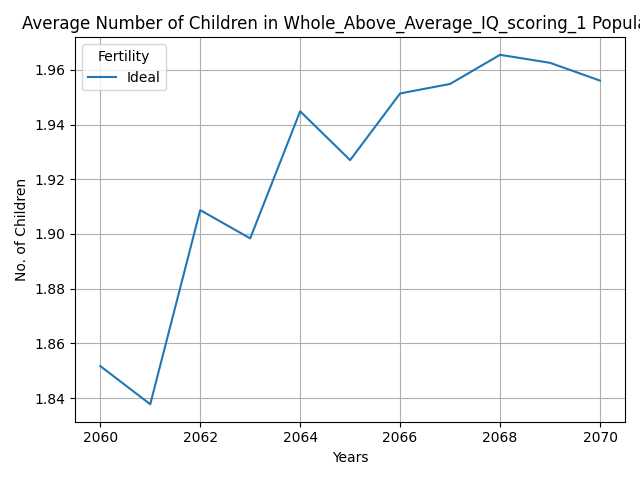 Average Number of Children in Whole_Above_Average_IQ_scoring_1 Popula
Fertility
Ideal
No. of Children
1.96
1.94
1.92
1.90
1.88
1.86
1.84
2060
2062
2064
2066
2068
2070
Years